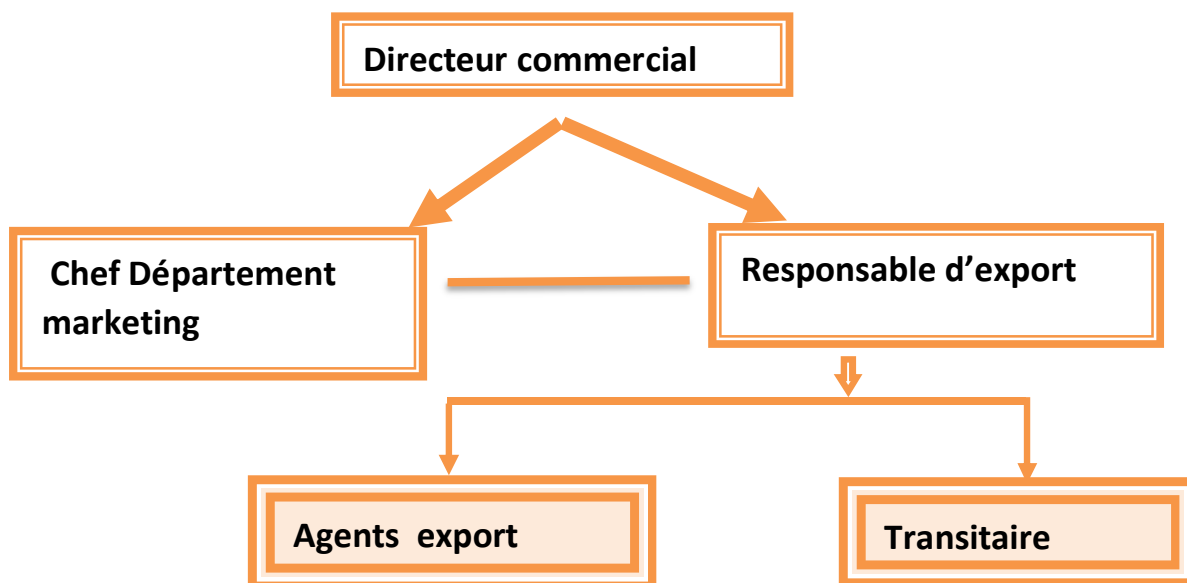 Directeur commercial
Chef Département
marketing
Responsable d’export
Agents export
Transitaire